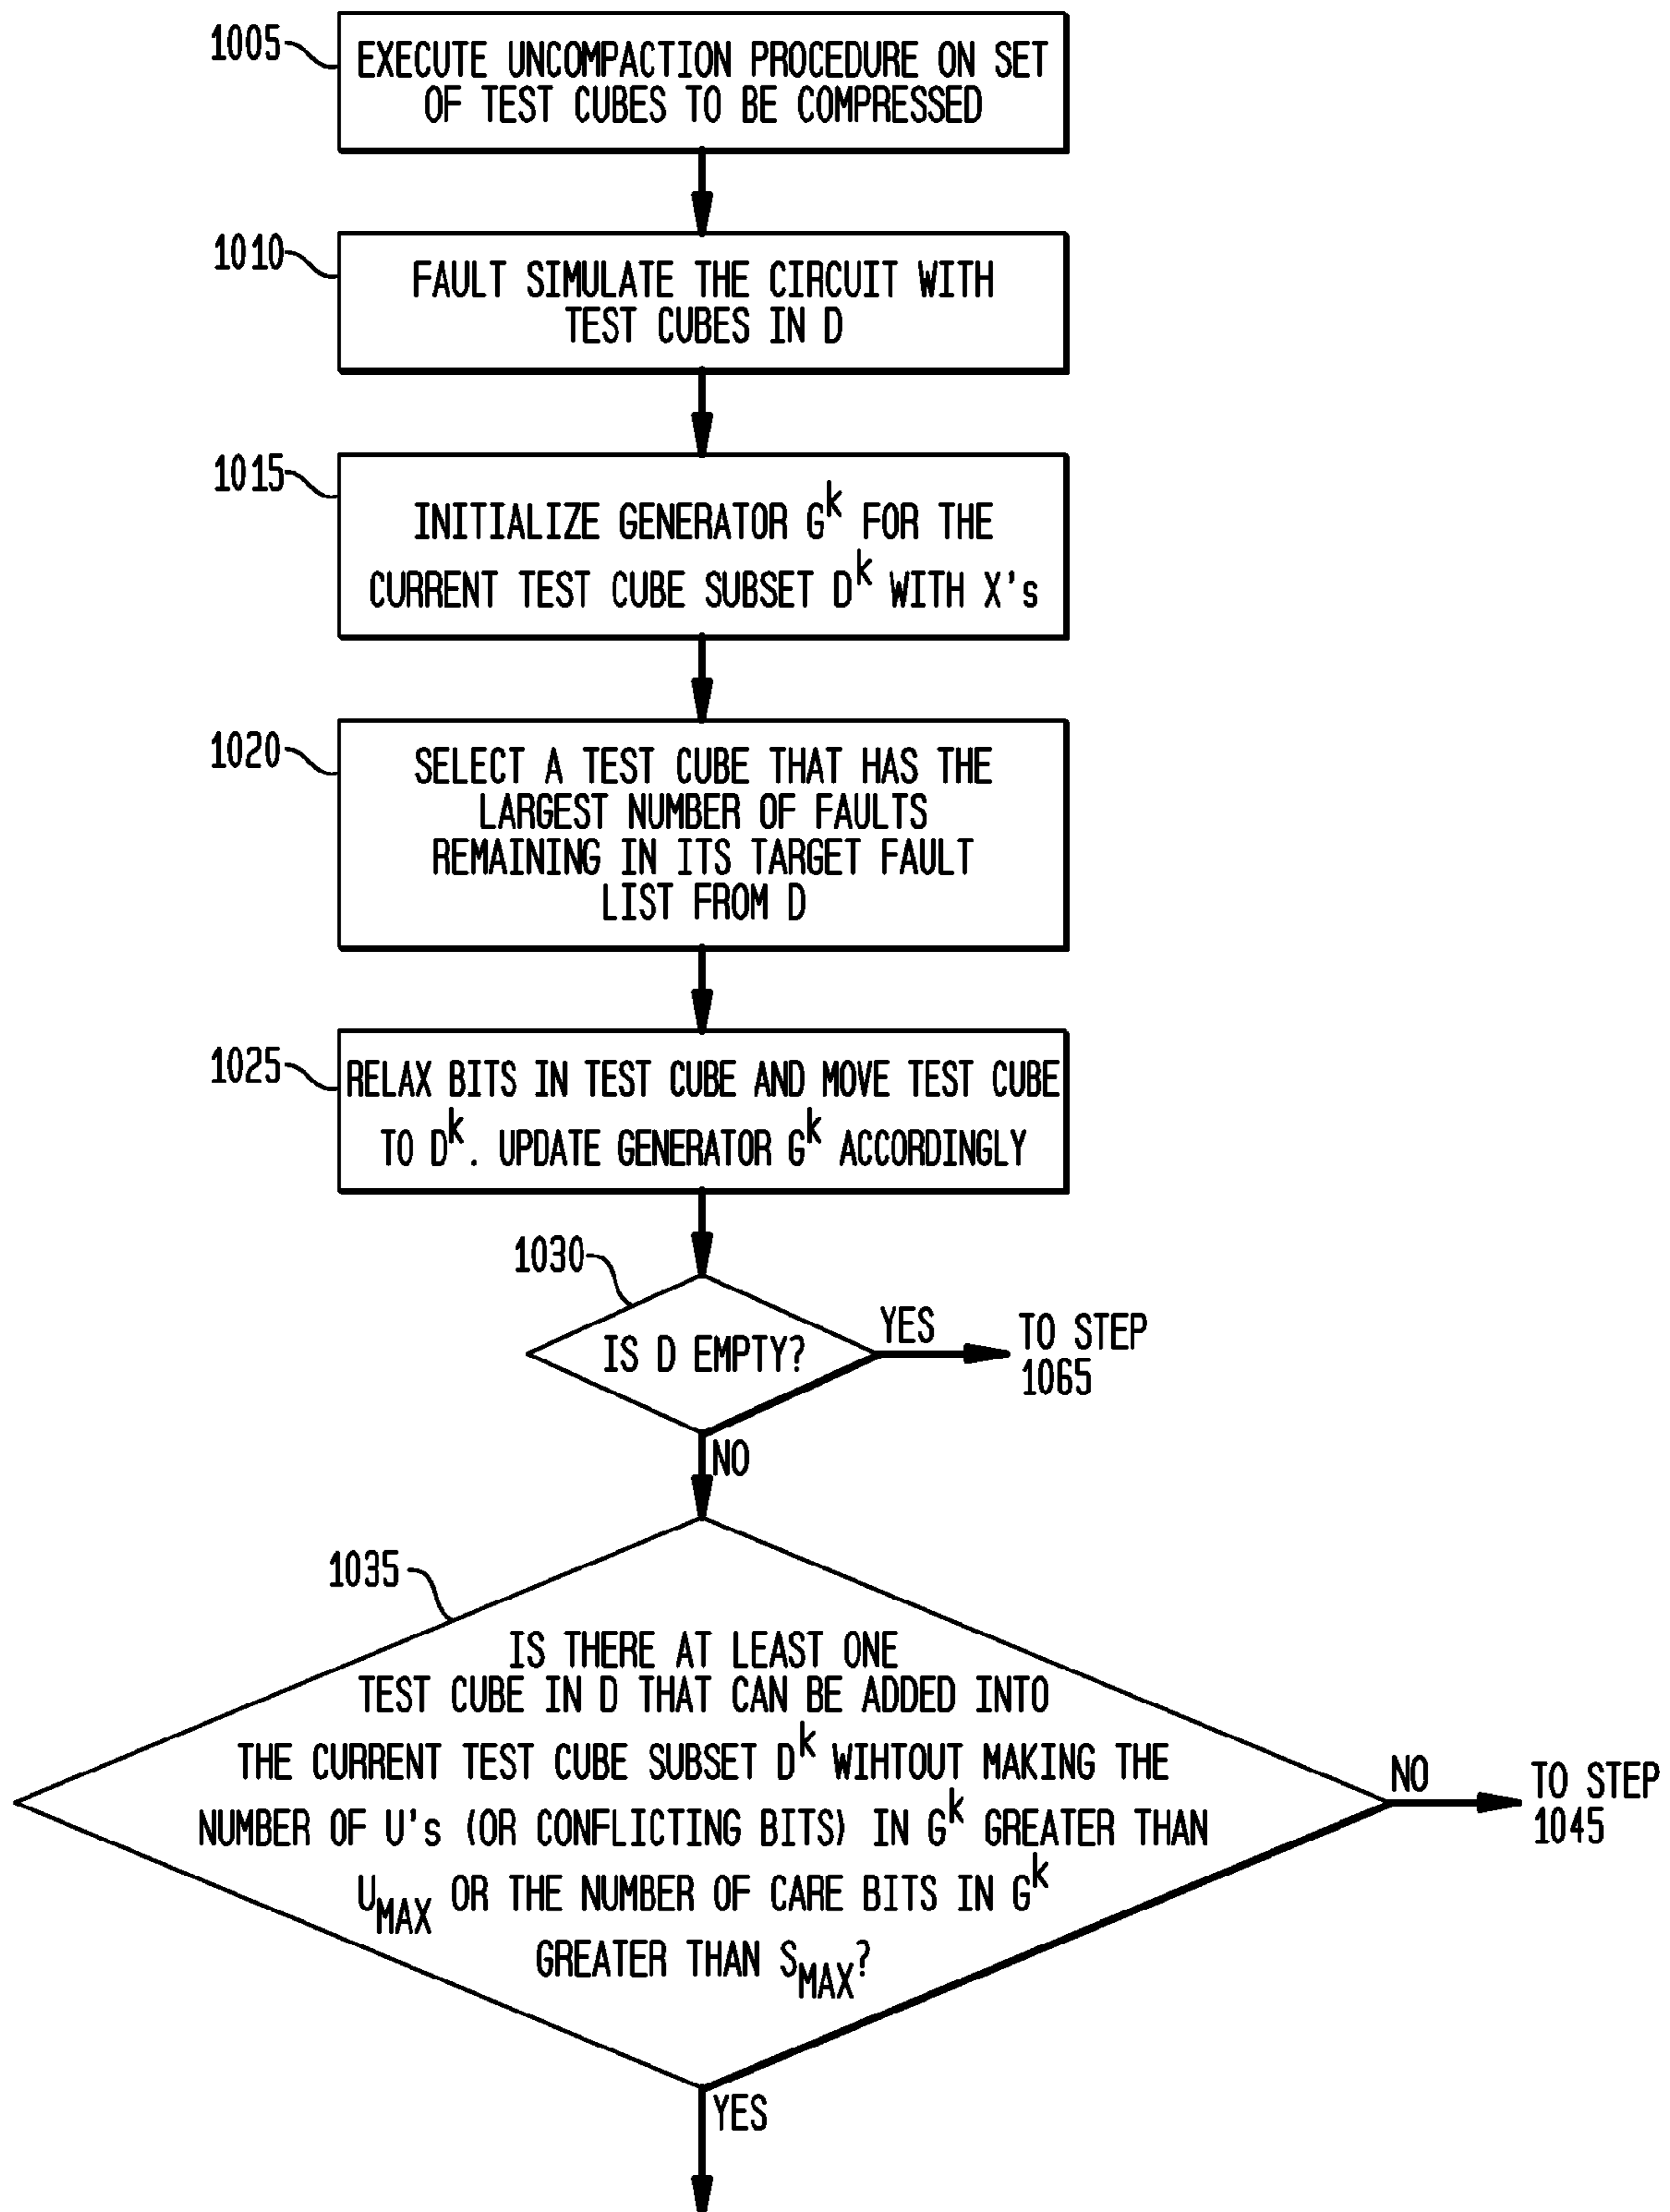 1005
EXECUTE UNCOMPACTION PROCEDURE ON SET
OF TEST CUBES TO BE COMPRESSED
1010
FAULT SIMULATE THE CIRCUIT WITH
TEST CUBES IN D
1015
INITIALIZE GENERATOR G^k FOR THE
CURRENT TEST CUBE SUBSET D^k WITH X's
1020
SELECT A TEST CUBE THAT HAS THE
LARGEST NUMBER OF FAULTS
REMAINING IN ITS TARGET FAULT
LIST FROM D
1025
RELAX BITS IN TEST CUBE AND MOVE TEST CUBE
TO D^k. UPDATE GENERATOR G^k ACCORDINGLY
1030
IS D EMPTY?
YES
TO STEP
1065
NO
1035
IS THERE AT LEAST ONE
TEST CUBE IN D THAT CAN BE ADDED INTO
THE CURRENT TEST CUBE SUBSET D^k WIHTOUT MAKING THE
NUMBER OF U's (OR CONFLICTING BITS) IN G^k GREATER THAN
U_MAX OR THE NUMBER OF CARE BITS IN G^k
GREATER THAN S_MAX?
NO
TO STEP
1045
YES